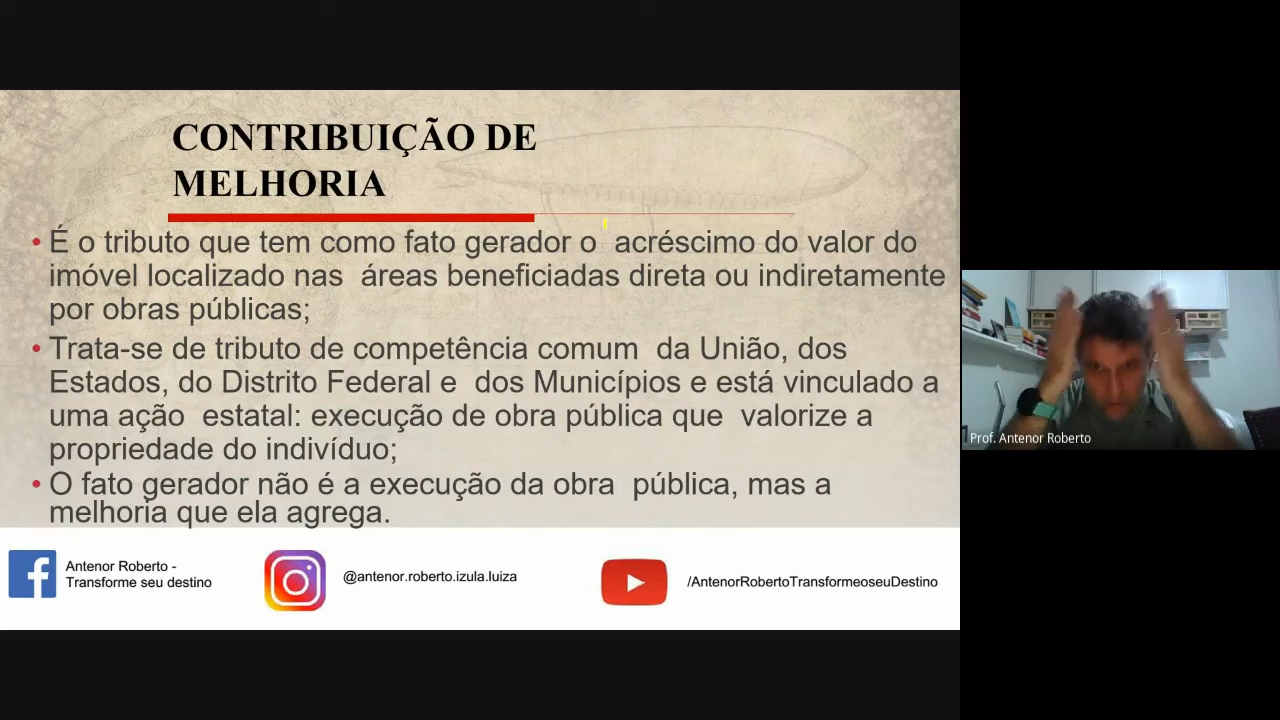 CONTRIBUIÇÃO DE
MELHORIA
• É o tributo que tem como fato gerador o acréscimo do valor do
imóvel localizado nas áreas beneficiadas direta ou indiretamente
por obras públicas;
• Trata-se de tributo de competência comum da União, dos
Estados, do Distrito Federal e dos Municípios e está vinculado a
uma ação estatal: execução de obra pública que valorize a
propriedade do indivíduo;
• O fato gerador não é a execução da obra pública, mas a
melhoria que ela agrega.
Antenor Roberto -
Transforme seu destino
@antenor.roberto.izula.luiza
/AntenorRobertoTransformeoseuDestino
Prof. Antenor Roberto